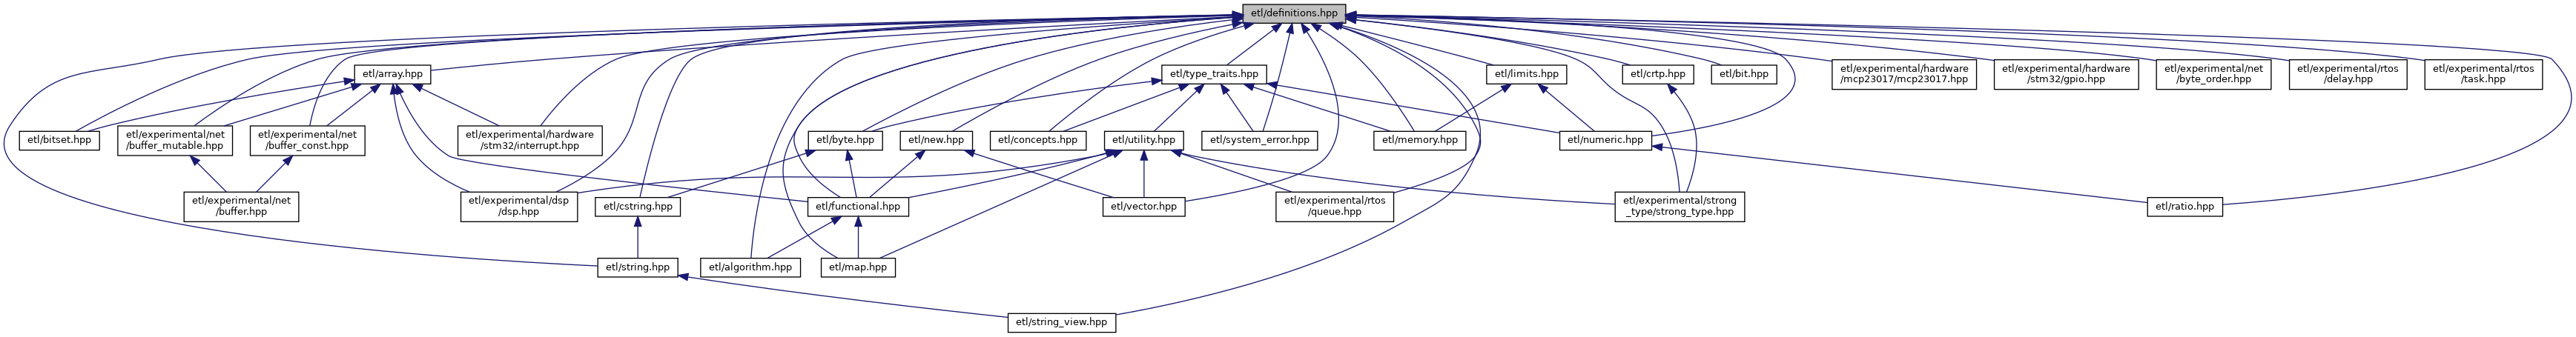 etl/definitions.hpp
etl/array.hpp
etl/type_traits.hpp
etl/limits.hpp
etl/crtp.hpp
etl/bit.hpp
etl/experimental/hardware
/mcp23017/mcp23017.hpp
etl/experimental/hardware
/stm32/gpio.hpp
etl/experimental/net
/byte_order.hpp
etl/experimental/rtos
/delay.hpp
etl/experimental/rtos
/task.hpp
etl/bitset.hpp
etl/experimental/net
/buffer_mutable.hpp
etl/experimental/net
/buffer_const.hpp
etl/experimental/hardware
/stm32/interrupt.hpp
etl/byte.hpp
etl/new.hpp
etl/concepts.hpp
etl/utility.hpp
etl/system_error.hpp
etl/memory.hpp
etl/numeric.hpp
etl/experimental/net
/buffer.hpp
etl/experimental/dsp
/dsp.hpp
etl/cstring.hpp
etl/functional.hpp
etl/vector.hpp
etl/experimental/rtos
/queue.hpp
etl/experimental/strong
_type/strong_type.hpp
etl/ratio.hpp
etl/string.hpp
etl/algorithm.hpp
etl/map.hpp
etl/string_view.hpp